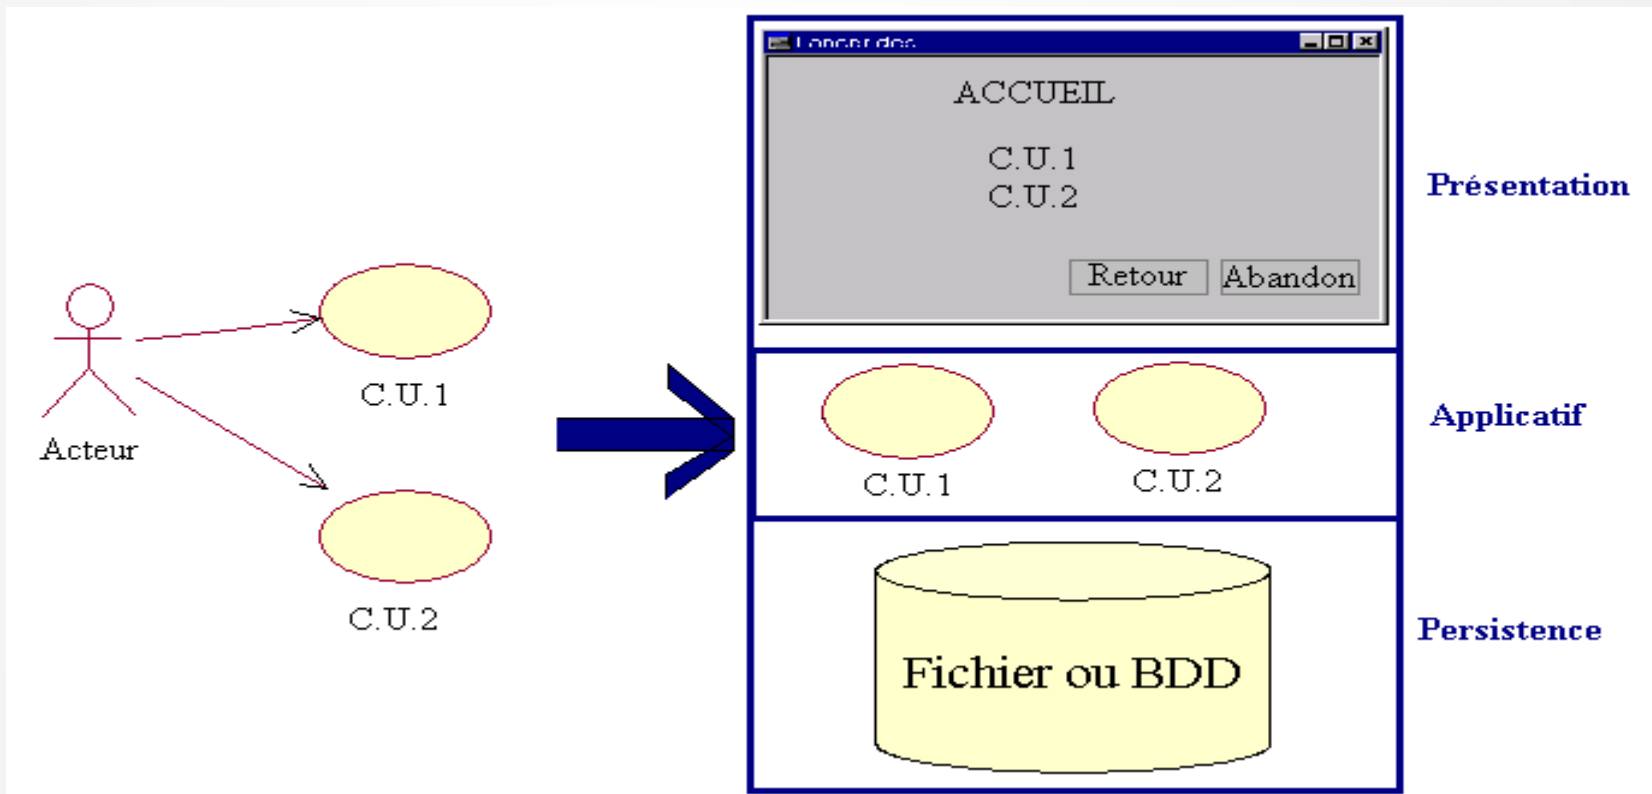 Acteur
C.U.1
C.U.2
ACCUEIL
C.U.1
C.U.2
Retour
Abandon
Présentation
C.U.1
C.U.2
Applicatif
Fichier ou BDD
Persistence